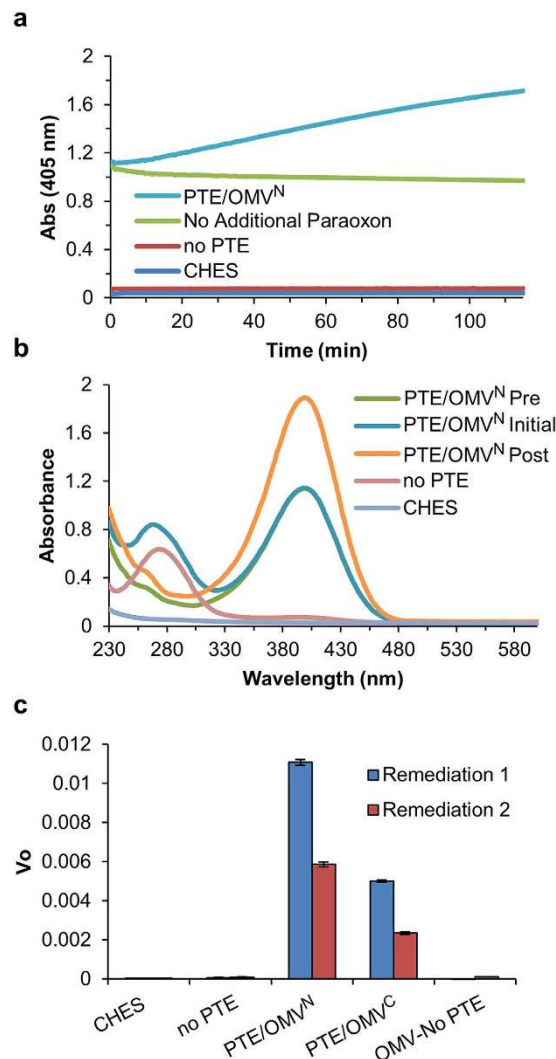 a
Abs (405 nm)
2
1.6
1.2
0.8
0.4
0
PTE/OMV^N
No Additional Paraoxon
no PTE
CHES
0 20 40 60 80 100
Time (min)
b
Absorbance
2
1.6
1.2
0.8
0.4
0
PTE/OMV^N Pre
PTE/OMV^N Initial
PTE/OMV^N Post
no PTE
CHES
230 280 330 380 430 480 530 580
Wavelength (nm)
c
Vo
0.012
0.01
0.008
0.006
0.004
0.002
0
Remediation 1
Remediation 2
CHES
no PTE
PTE/OMV^N
PTE/OMV^C
OMV-No PTE